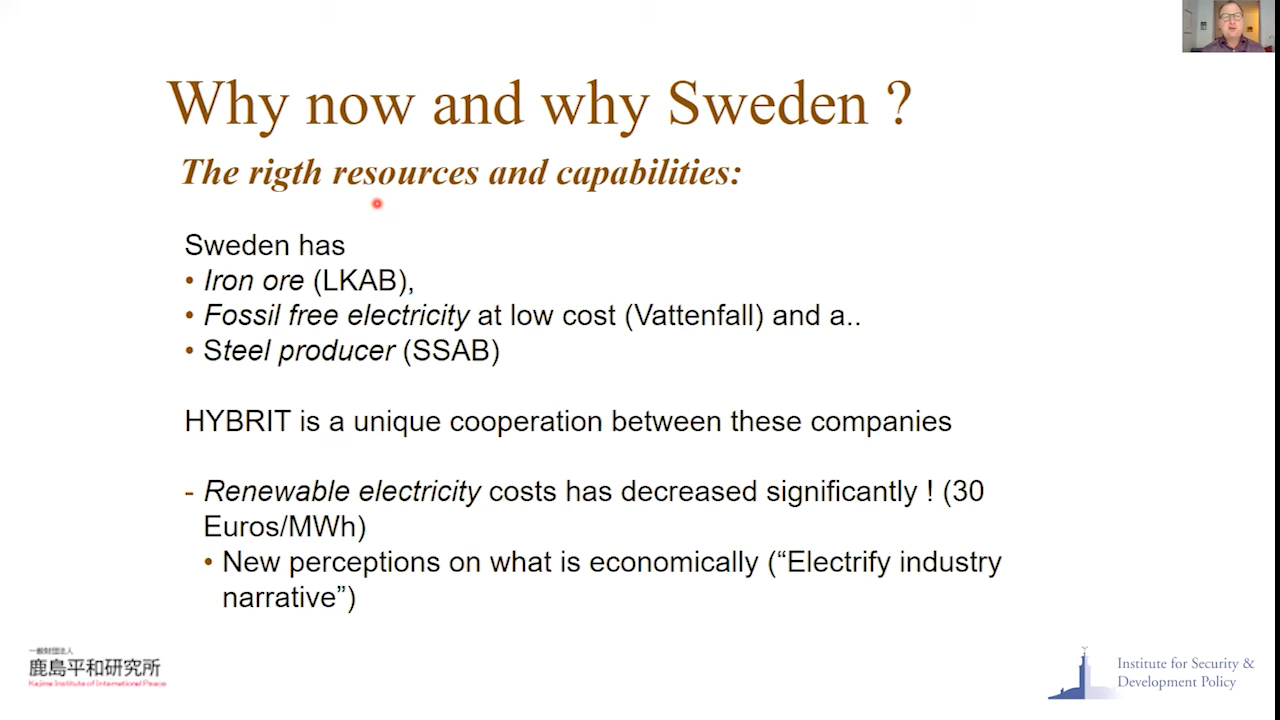 Why now and why Sweden ?
The rigth resources and capabilities:
Sweden has
• Iron ore (LKAB),
• Fossil free electricity at low cost (Vattenfall) and a..
• Steel producer (SSAB)
HYBRIT is a unique cooperation between these companies
- Renewable electricity costs has decreased significantly ! (30
Euros/MWh)
• New perceptions on what is economically (“Electrify industry
narrative”)
一般財団法人
鹿島平和研究所
Kajima Institute of International Peace
Institute for Security &
Development Policy